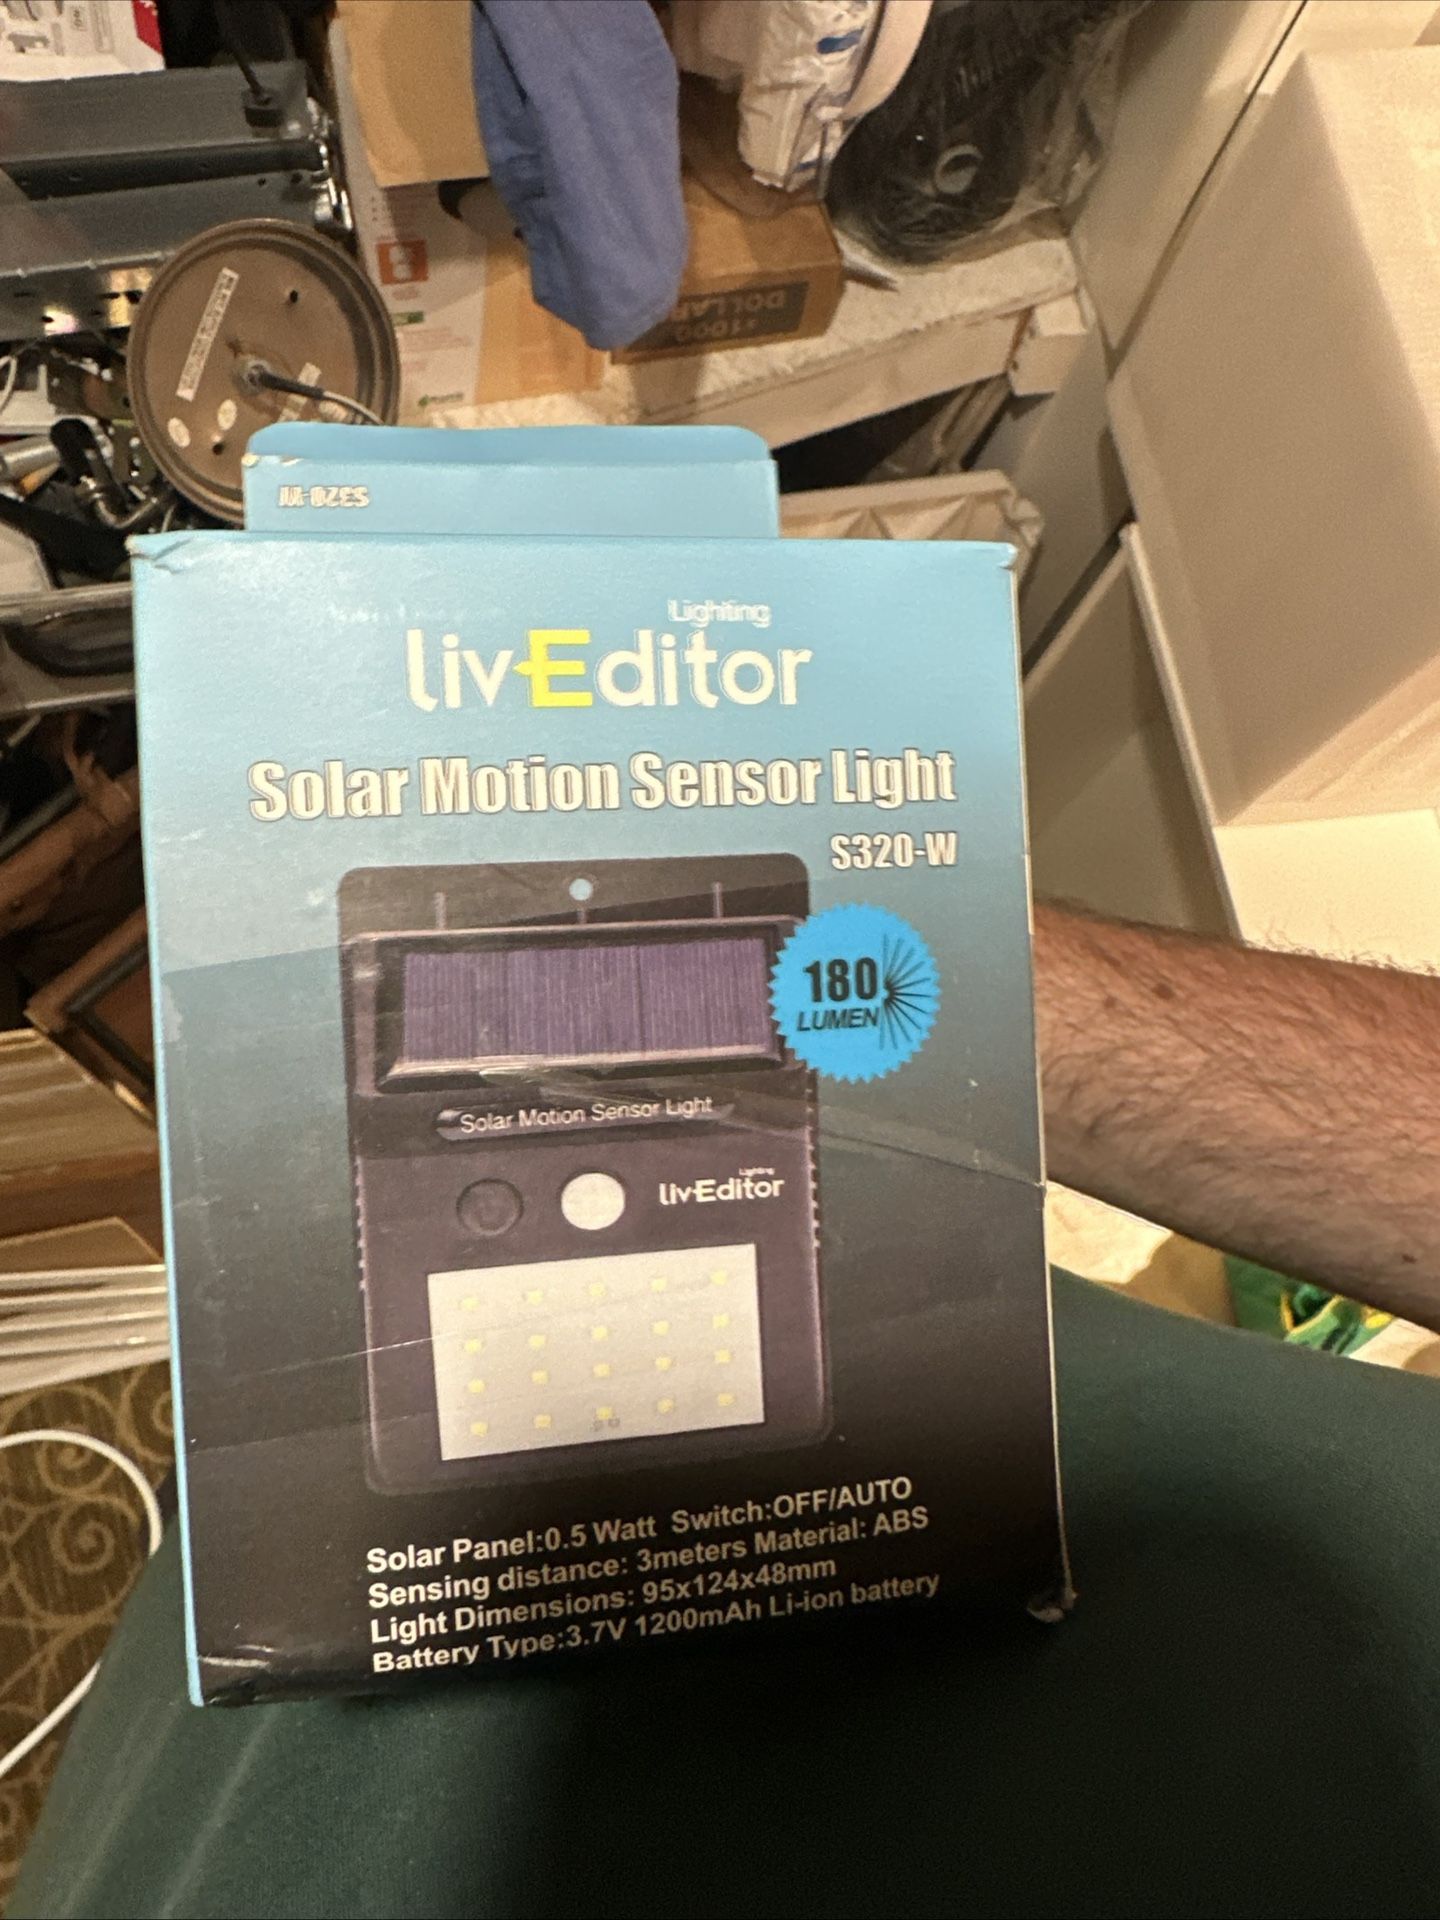 S320-W
Lighting
livEditor
Solar Motion Sensor Light
S320-W
180
LUMEN
Solar Motion Sensor Light
Lighting
livEditor
Solar Panel:0.5 Watt Switch:OFF/AUTO
Sensing distance: 3meters Material: ABS
Light Dimensions: 95x124x48mm
Battery Type:3.7V 1200mAh Li-ion battery
DOLLAR